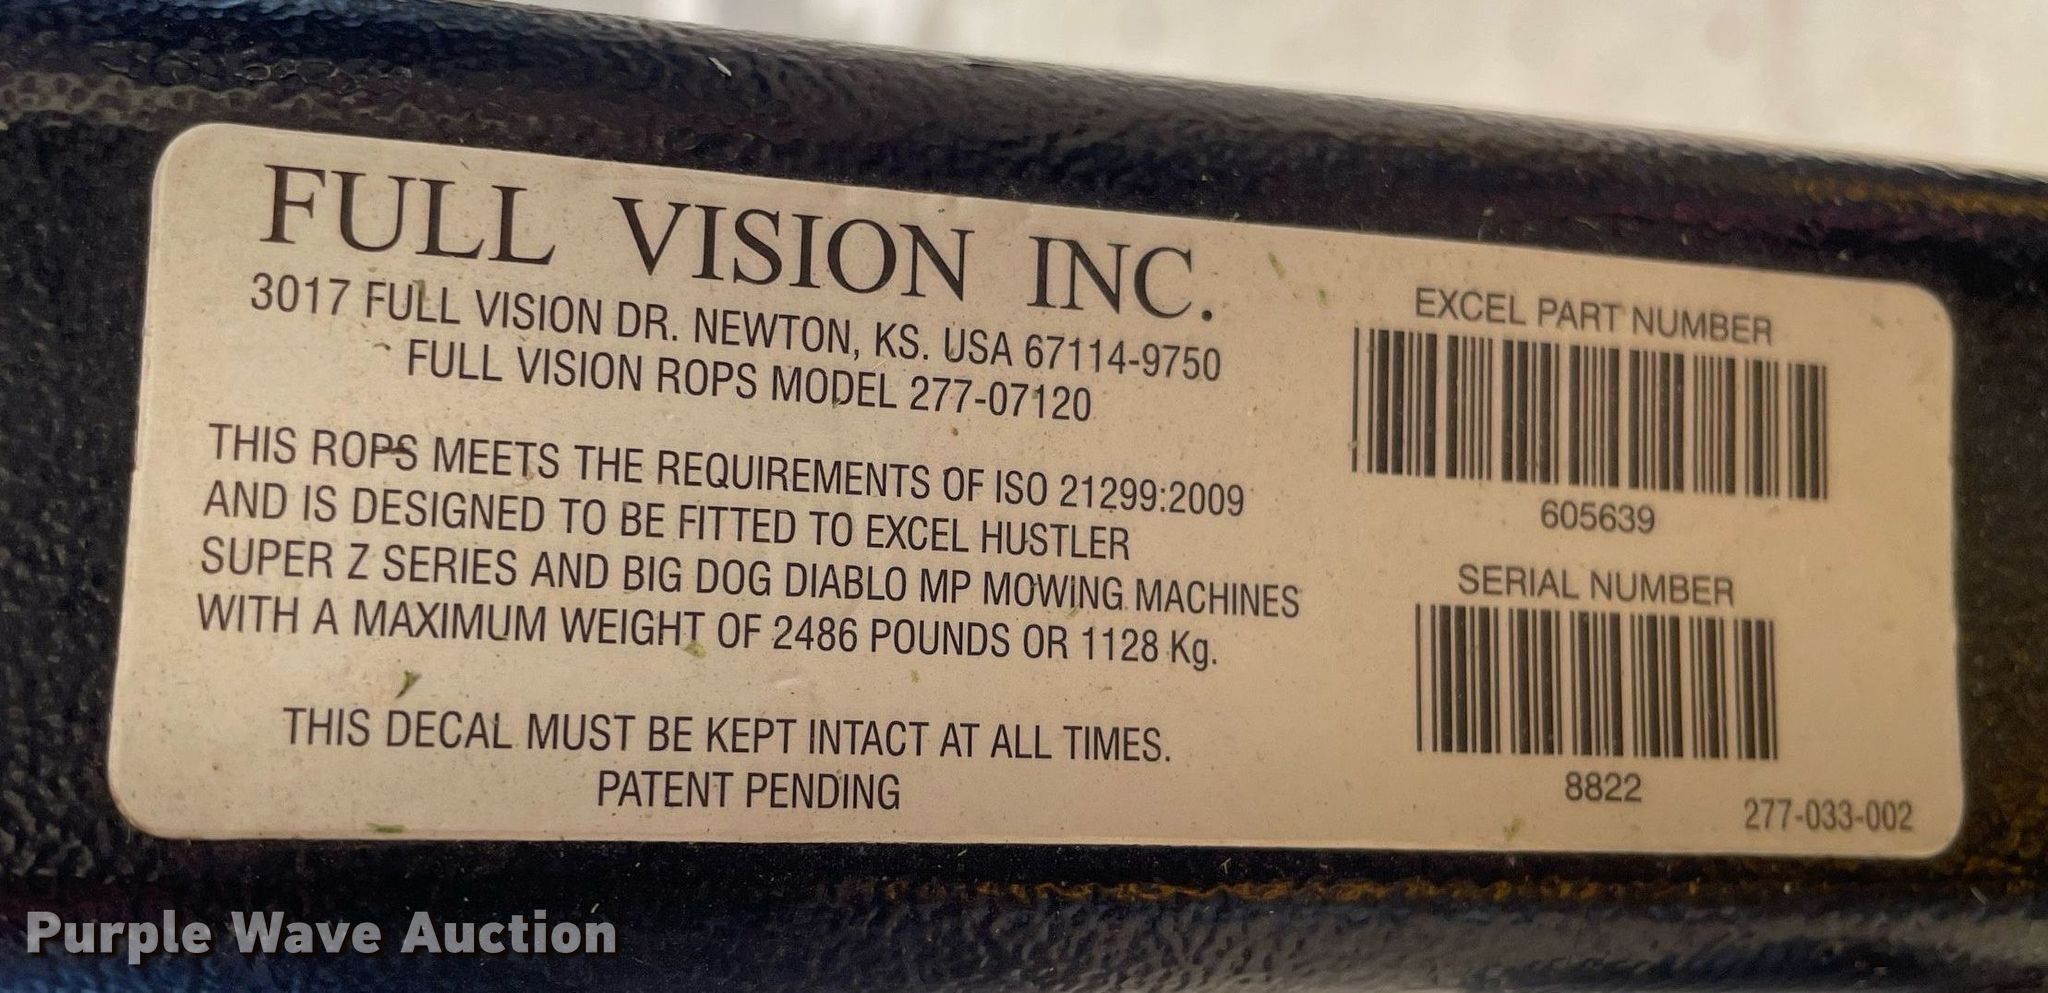 FULL VISION INC.
3017 FULL VISION DR. NEWTON, KS. USA 67114-9750
FULL VISION ROPS MODEL 277-07120
THIS ROPS MEETS THE REQUIREMENTS OF ISO 21299:2009
AND IS DESIGNED TO BE FITTED TO EXCEL HUSTLER
SUPER Z SERIES AND BIG DOG DIABLO MP MOWING MACHINES
WITH A MAXIMUM WEIGHT OF 2486 POUNDS OR 1128 Kg.
THIS DECAL MUST BE KEPT INTACT AT ALL TIMES.
PATENT PENDING
EXCEL PART NUMBER
605639
SERIAL NUMBER
8822
277-033-002
Purple Wave Auction